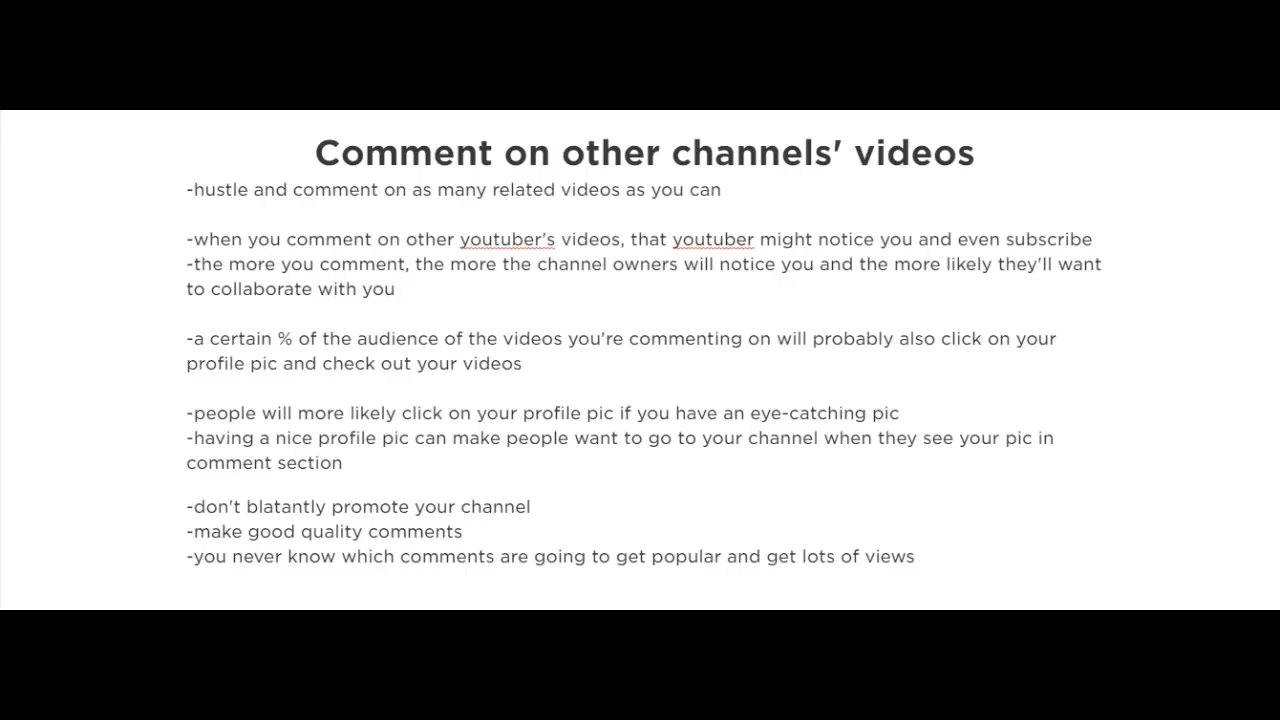 Comment on other channels' videos
-hustle and comment on as many related videos as you can
-when you comment on other youtuber's videos, that youtuber might notice you and even subscribe
-the more you comment, the more the channel owners will notice you and the more likely they'll want
to collaborate with you
-a certain % of the audience of the videos you're commenting on will probably also click on your
profile pic and check out your videos
-people will more likely click on your profile pic if you have an eye-catching pic
-having a nice profile pic can make people want to go to your channel when they see your pic in
comment section
-don't blatantly promote your channel
-make good quality comments
-you never know which comments are going to get popular and get lots of views